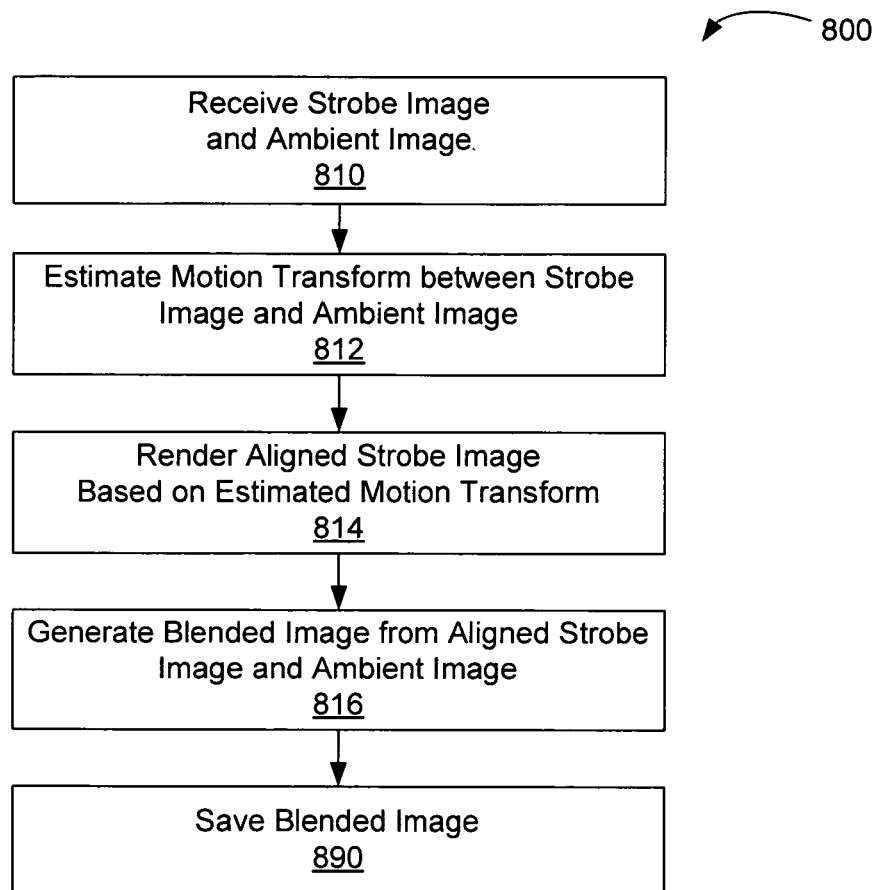 800
Receive Strobe Image
and Ambient Image.
810
Estimate Motion Transform between Strobe
Image and Ambient Image
812
Render Aligned Strobe Image
Based on Estimated Motion Transform
814
Generate Blended Image from Aligned Strobe
Image and Ambient Image
816
Save Blended Image
890